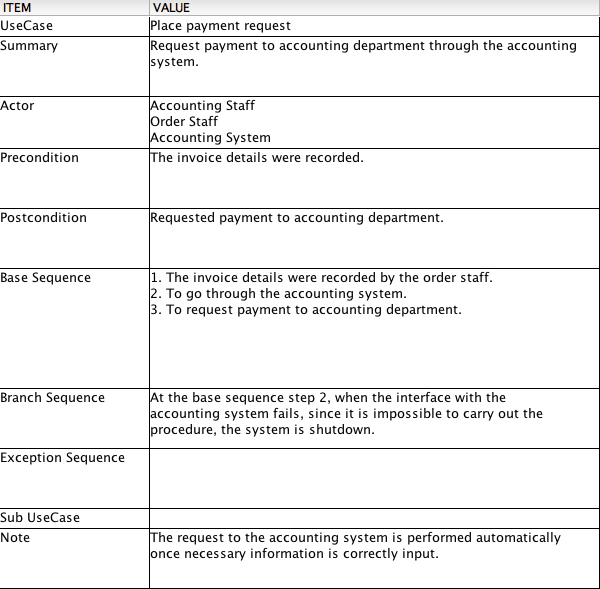 ITEM VALUE
UseCase Place payment request
Summary Request payment to accounting department through the accounting
system.
Actor Accounting Staff
Order Staff
Accounting System
Precondition The invoice details were recorded.
Postcondition Requested payment to accounting department.
Base Sequence 1. The invoice details were recorded by the order staff.
2. To go through the accounting system.
3. To request payment to accounting department.
Branch Sequence At the base sequence step 2, when the interface with the
accounting system fails, since it is impossible to carry out the
procedure, the system is shutdown.
Exception Sequence
Sub UseCase
Note The request to the accounting system is performed automatically
once necessary information is correctly input.